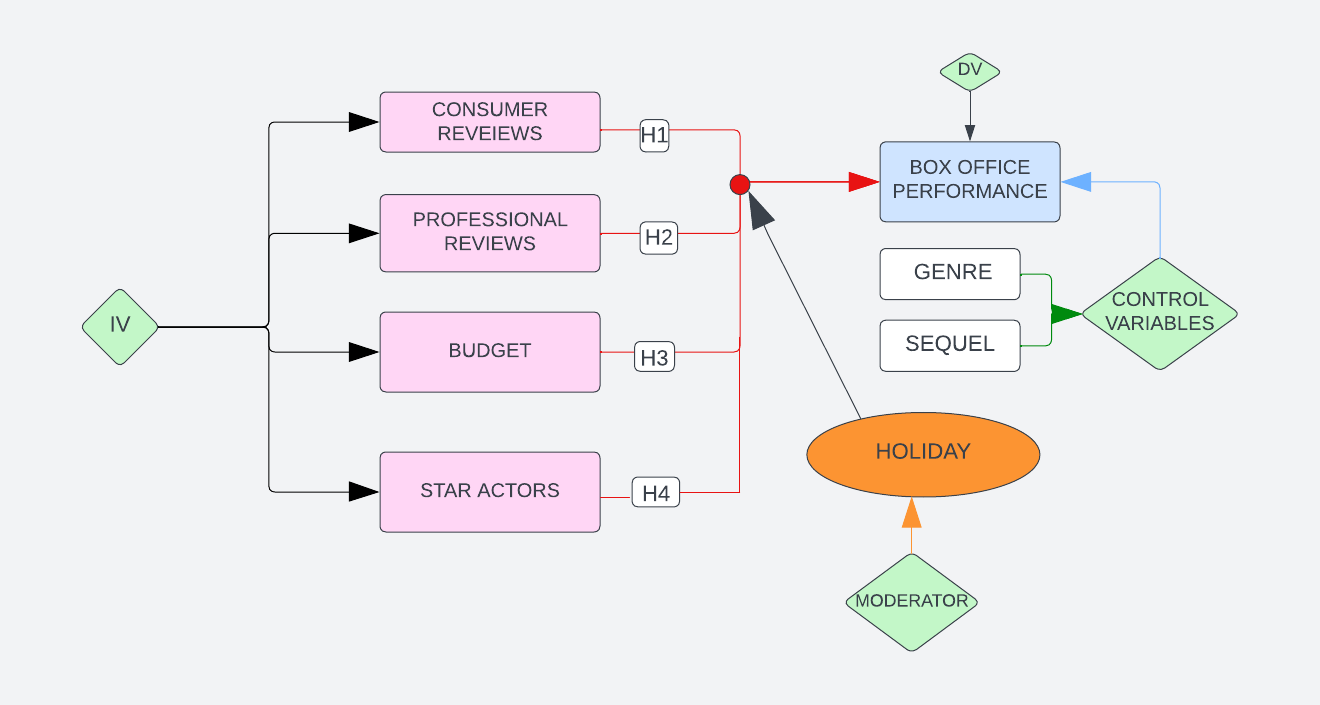 DV
CONSUMER
REVEIEWS
H1
BOX OFFICE
PERFORMANCE
PROFESSIONAL
REVIEWS
H2
GENRE
CONTROL
VARIABLES
IV
SEQUEL
BUDGET
H3
HOLIDAY
STAR ACTORS
H4
MODERATOR